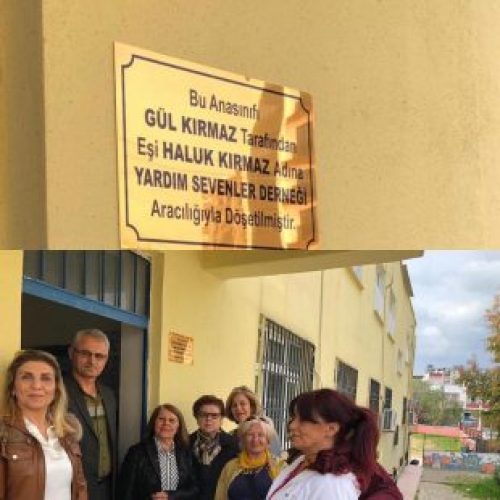 Bu Anasınıfı
GÜL KIRMAZ Tarafından
Eşi HALUK KIRMAZ Adına
YARDIM SEVENLER DERNEĞİ
Aracılığıyla Döşetilmiştir.